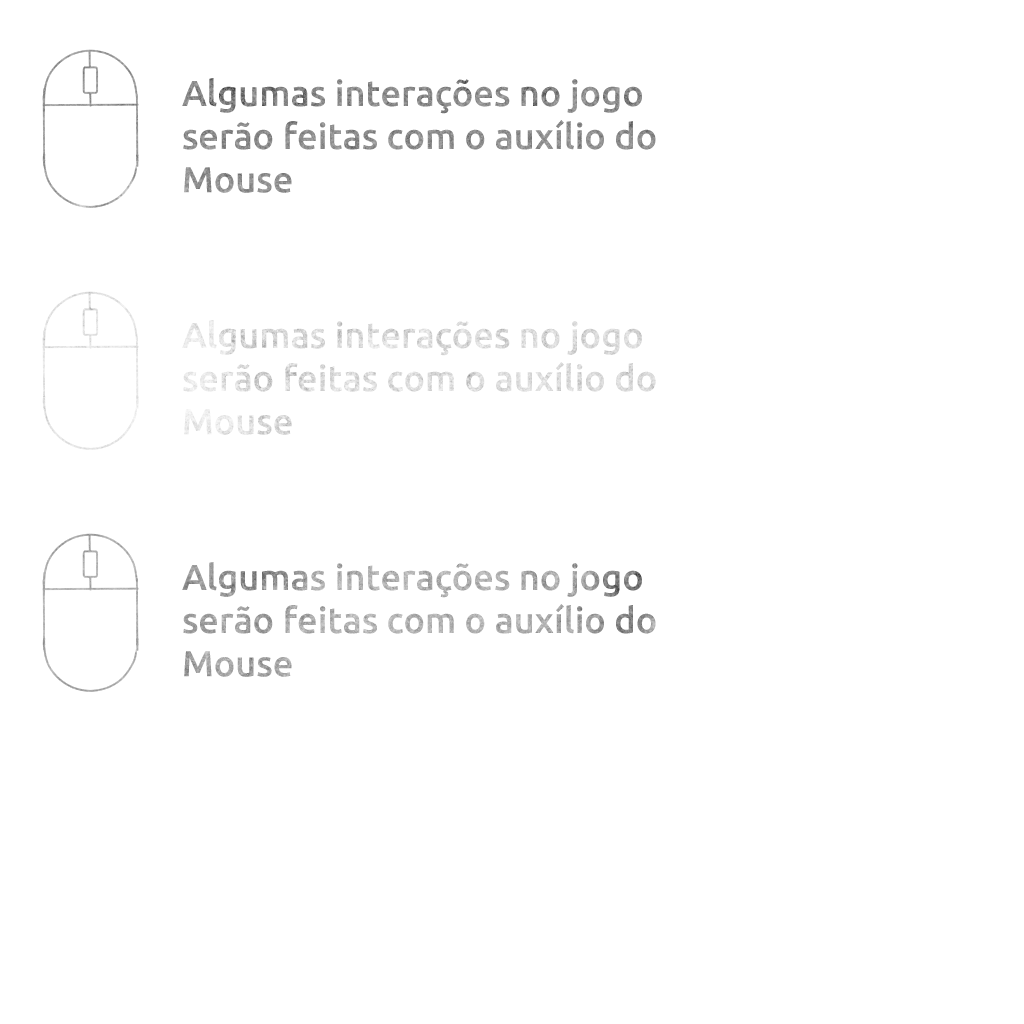 Algumas interações no jogo
serão feitas com o auxílio do
Mouse
Algumas interações no jogo
serão feitas com o auxílio do
Mouse
Algumas interações no jogo
serão feitas com o auxílio do
Mouse